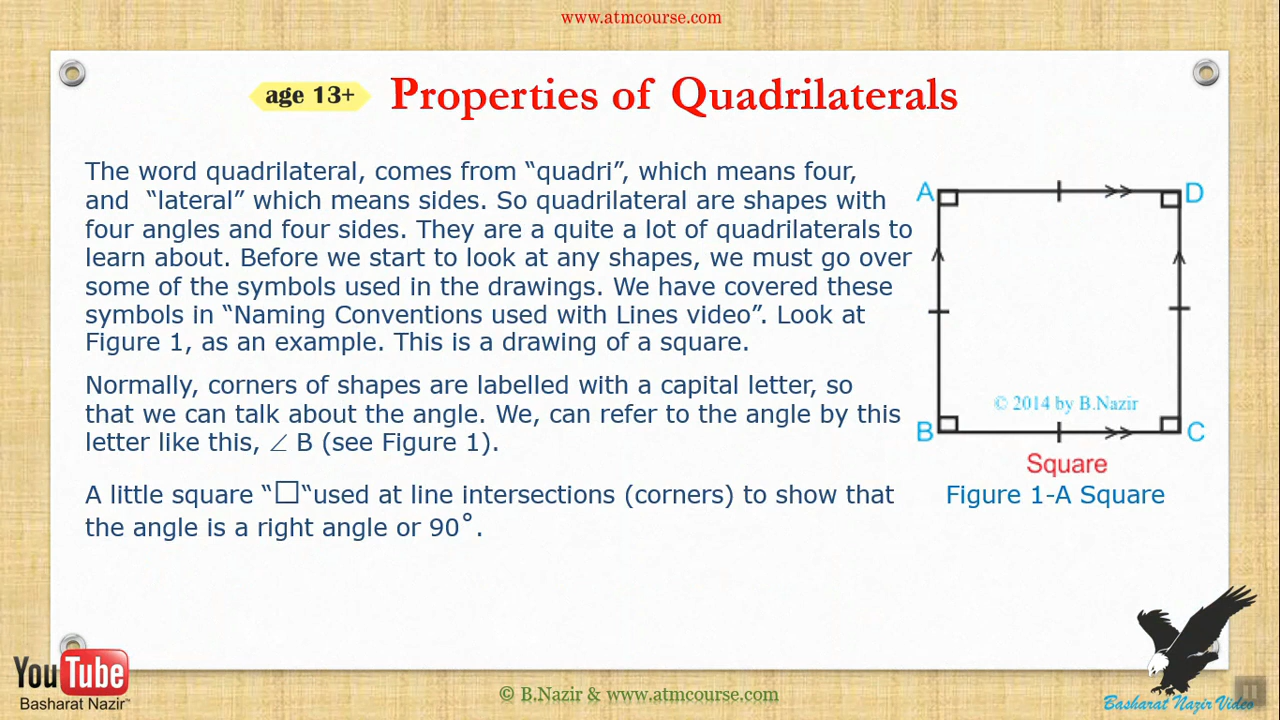 www.atmcourse.com
age 13+
Properties of Quadrilaterals
The word quadrilateral, comes from “quadri”, which means four,
and “lateral” which means sides. So quadrilateral are shapes with
four angles and four sides. They are a quite a lot of quadrilaterals to
learn about. Before we start to look at any shapes, we must go over
some of the symbols used in the drawings. We have covered these
symbols in “Naming Conventions used with Lines video”. Look at
Figure 1, as an example. This is a drawing of a square.
Normally, corners of shapes are labelled with a capital letter, so
that we can talk about the angle. We, can refer to the angle by this
letter like this, ∠ B (see Figure 1).
A little square “□“used at line intersections (corners) to show that
the angle is a right angle or 90°.
A
D
© 2014 by B.Nazir
B
C
Square
Figure 1-A Square
YouTube
Basharat Nazir™
© B.Nazir & www.atmcourse.com
Basharat Nazir Video